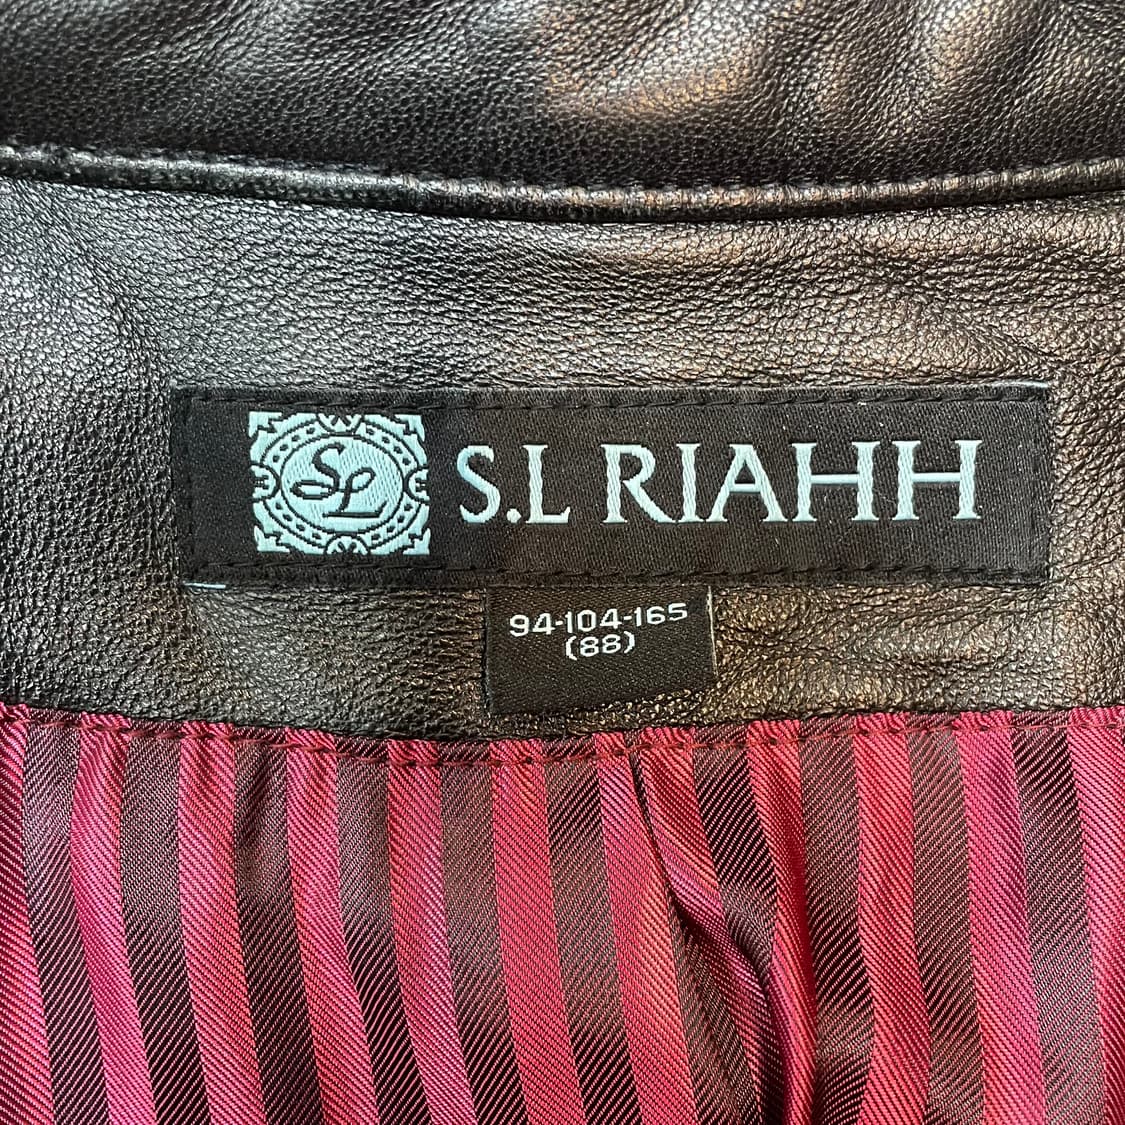 SL
S.L RIAHH
94-104-165
(88)